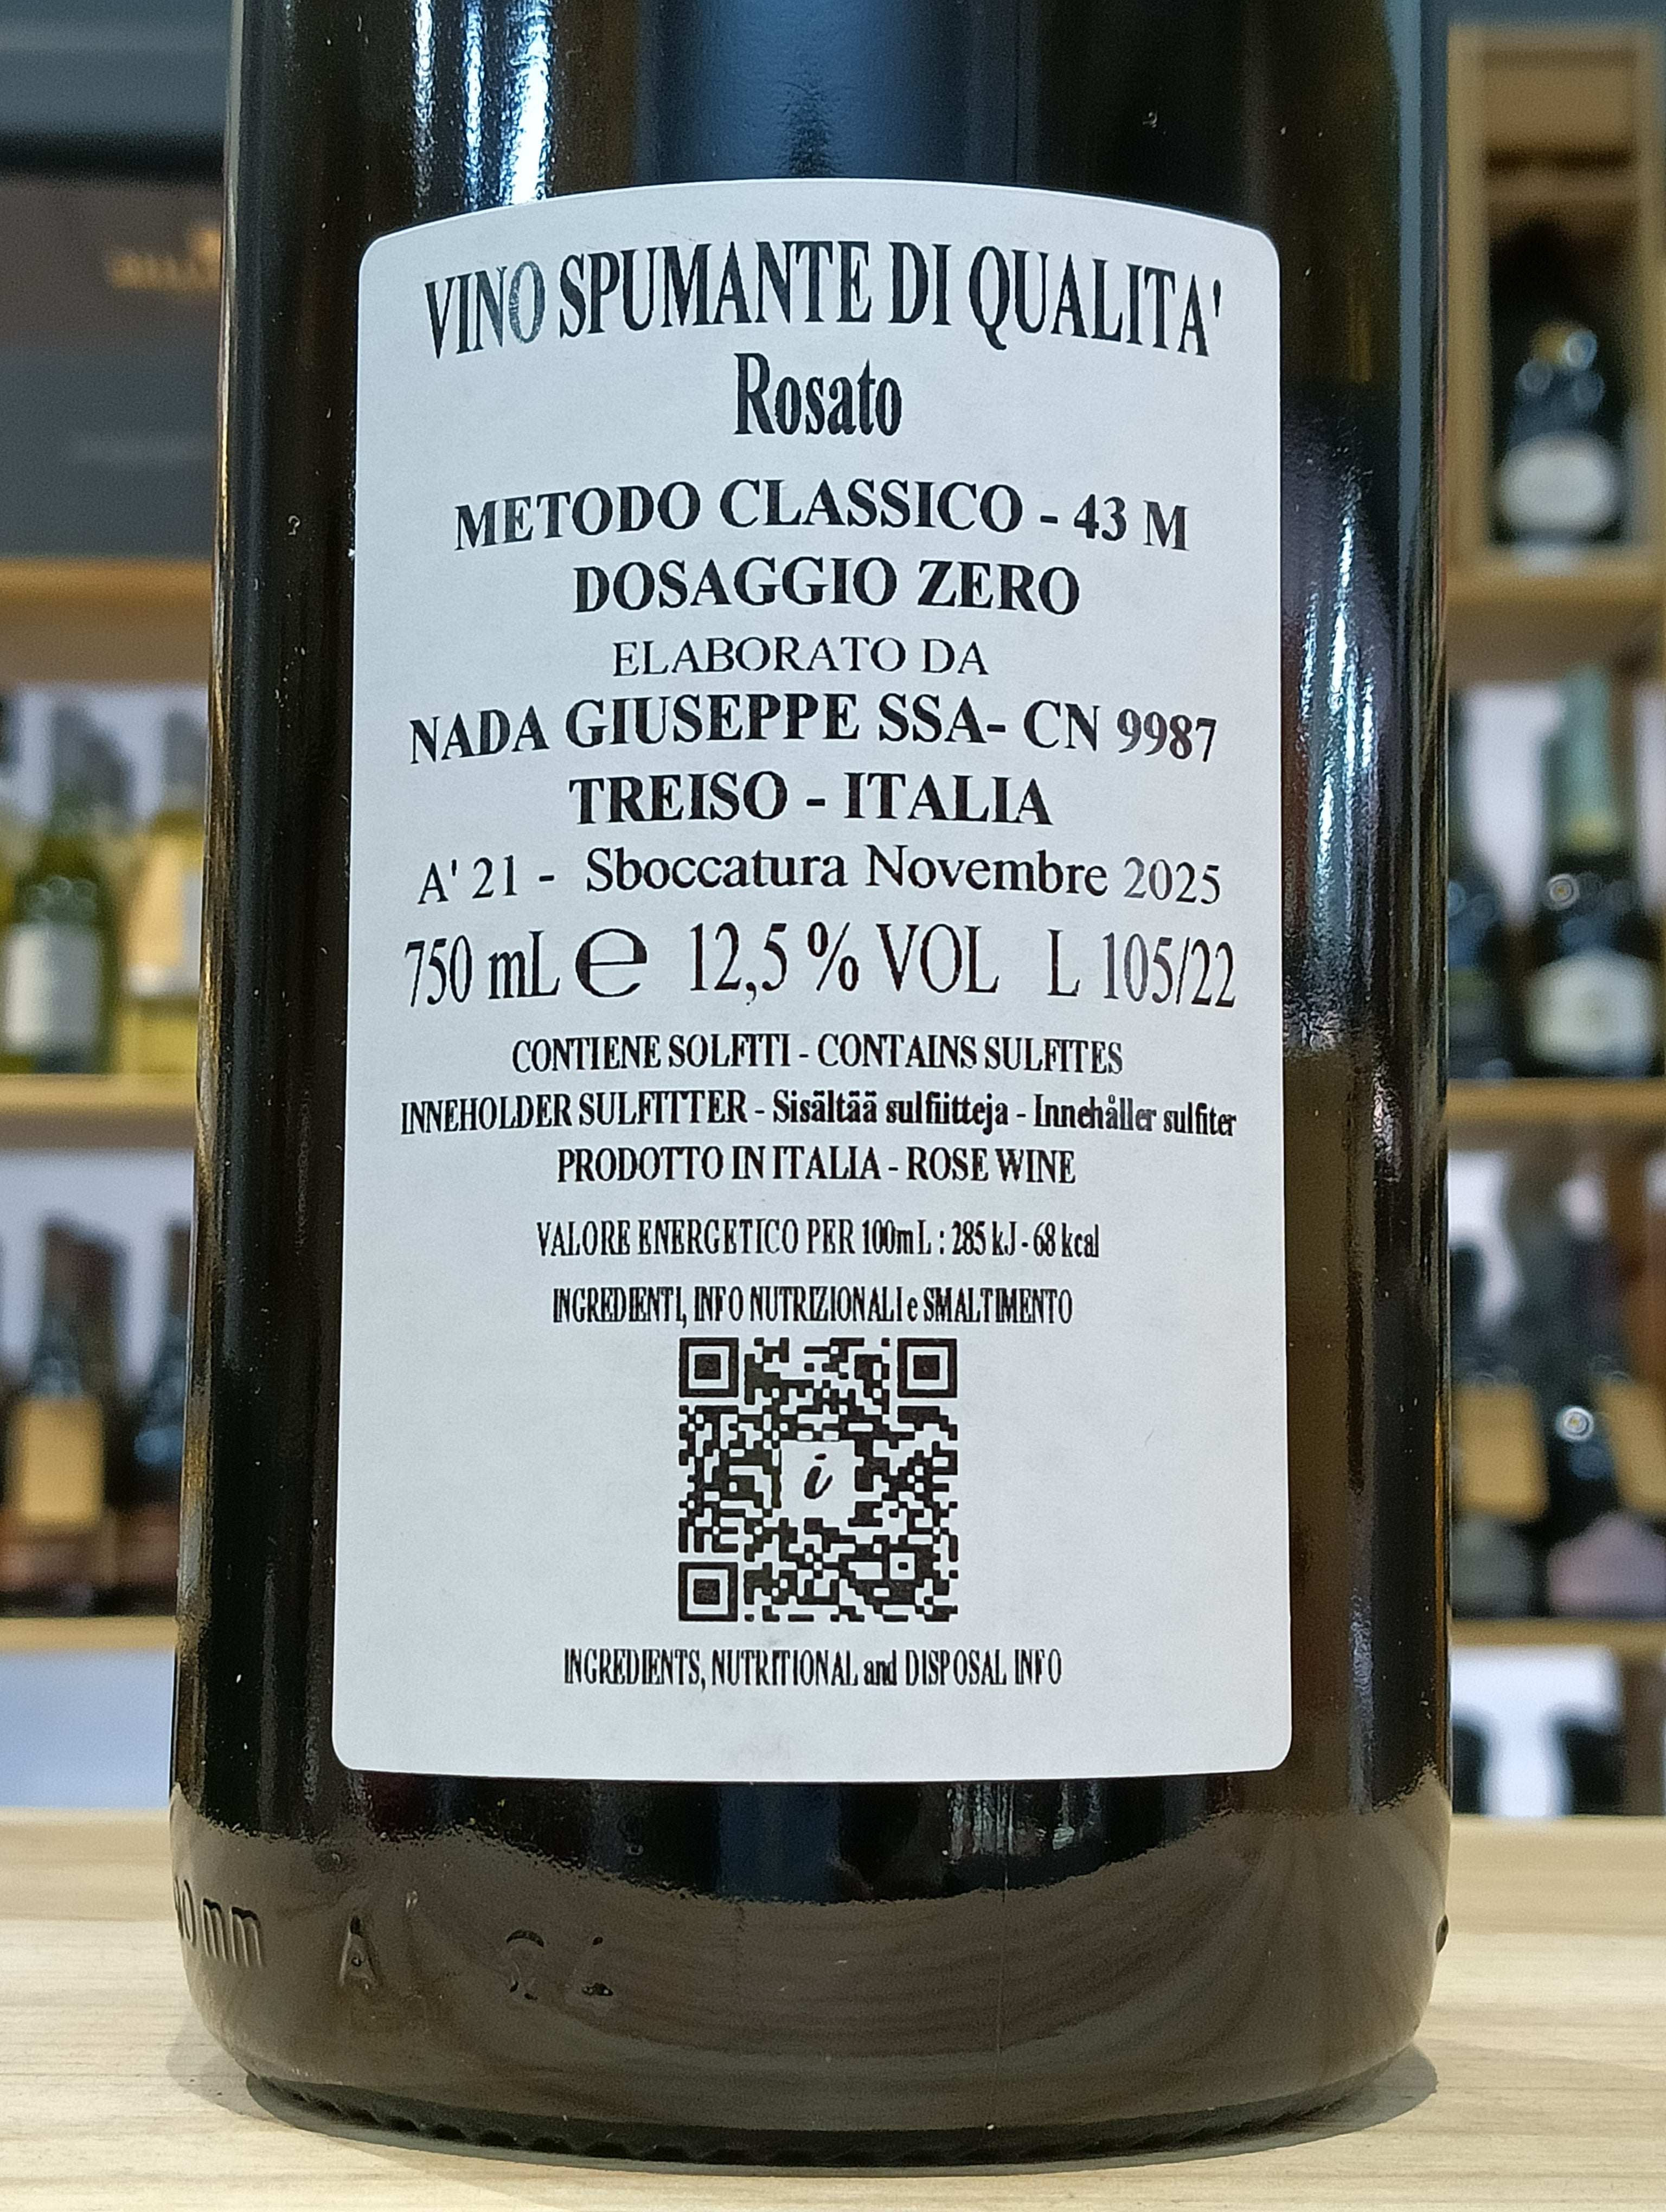 VINO SPUMANTE DI QUALITA'
Rosato
METODO CLASSICO - 43 M
DOSAGGIO ZERO
ELABORATO DA
NADA GIUSEPPE SSA- CN 9987
TREISO - ITALIA
A' 21 - Sboccatura Novembre 2025
750 mL e 12,5 % VOL L 105/22
CONTIENE SOLFITI - CONTAINS SULFITES
INNEHOLDER SULFITTER - Sisältää sulfiitteja - Innehåller sulfiter
PRODOTTO IN ITALIA - ROSE WINE
VALORE ENERGETICO PER 100mL : 285 kJ - 68 kcal
INGREDIENTI, INFO NUTRIZIONALI e SMALTIMENTO
i
INGREDIENTS, NUTRITIONAL and DISPOSAL INFO
mm A